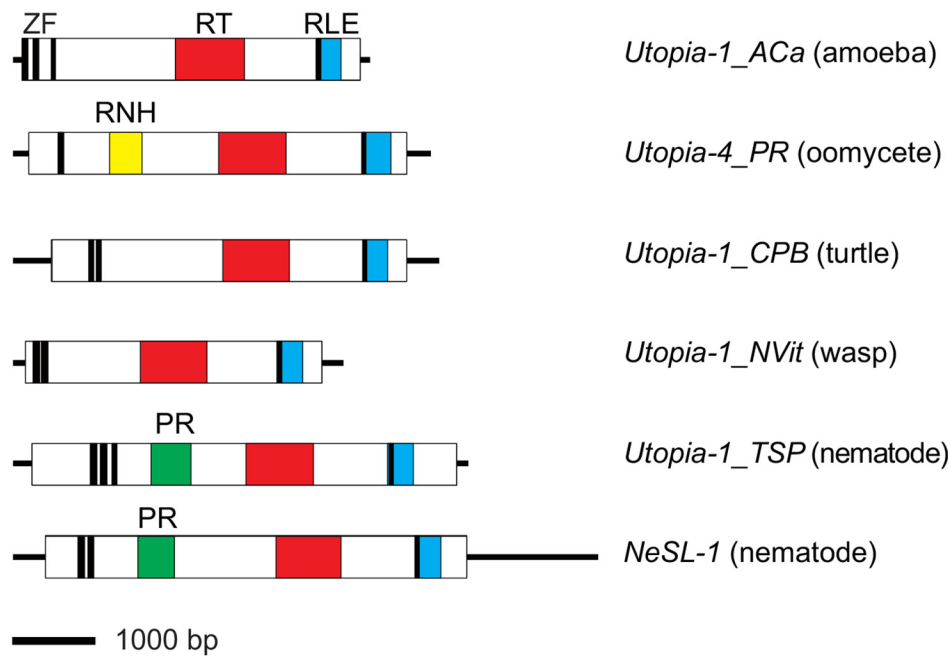 ZF RT RLE
Utopia-1_ACa (amoeba)
RNH
Utopia-4_PR (oomycete)
Utopia-1_CPB (turtle)
Utopia-1_NVit (wasp)
PR
Utopia-1_TSP (nematode)
PR
NeSL-1 (nematode)
1000 bp